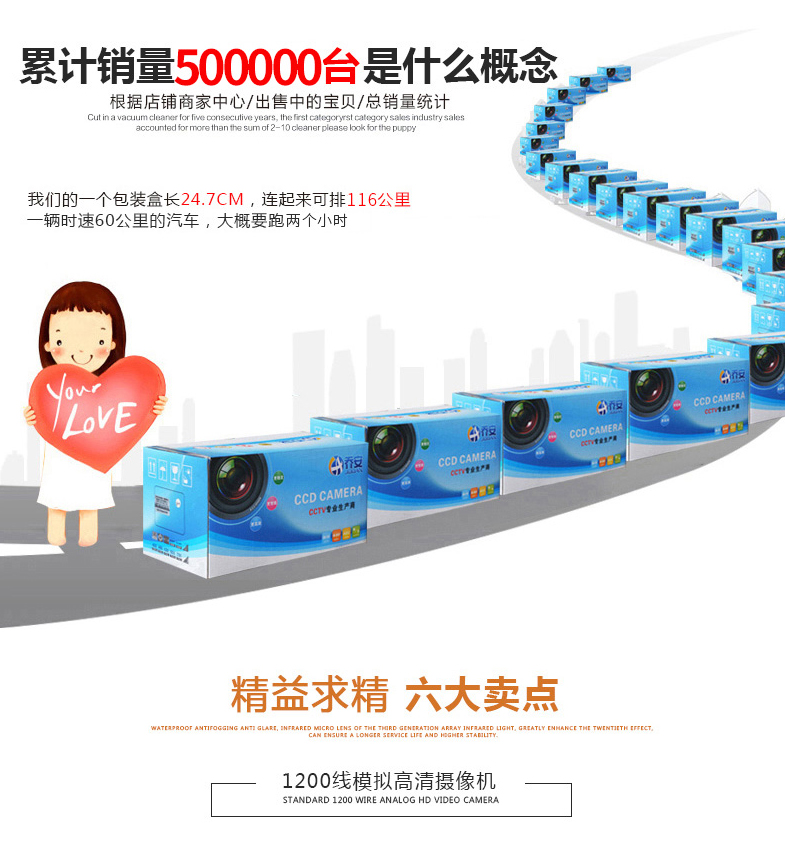 累计销量500000台是什么概念
根据店铺商家中心/出售中的宝贝/总销量统计
Cut in a vacuum cleaner for five consecutive years, the first categoryrst category sales industry sales
accounted for more than the sum of 2-10 cleaner please look for the puppy
我们的一个包装盒长24.7CM，连起来可排116公里
一辆时速60公里的汽车，大概要跑两个小时
Your
LOVE
乔安
CCD CAMERA
CCTV专业生产商
乔安
CCD CAMERA
CCTV专业生产商
乔安
CCD CAMERA
CCTV专业生产商
乔安
CCD CAMERA
CCTV专业生产商
精益求精 六大卖点
WATERPROOF ANTIFOGGING ANTI GLARE, INFRARED MICRO LENS OF THE THIRD GENERATION ARRAY INFRARED LIGHT, GREATLY ENHANCE THE TWENTIETH EFFECT,
CAN ENSURE A LONGER SERVICE LIFE AND HIGHER STABILITY.
1200线模拟高清摄像机
STANDARD 1200 WIRE ANALOG HD VIDEO CAMERA